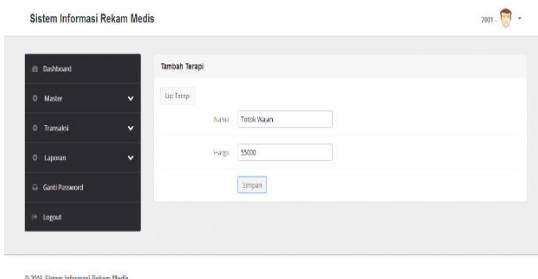 Sistem Informasi Rekam Medis
2001 -
Dashboard
Master
Transaksi
Laporan
Ganti Password
Logout
Tambah Terapi
List Terapi
Nama
Totok Wajah
Harga
55000
Simpan
© 2016 Sistem Informasi Rekam Medis